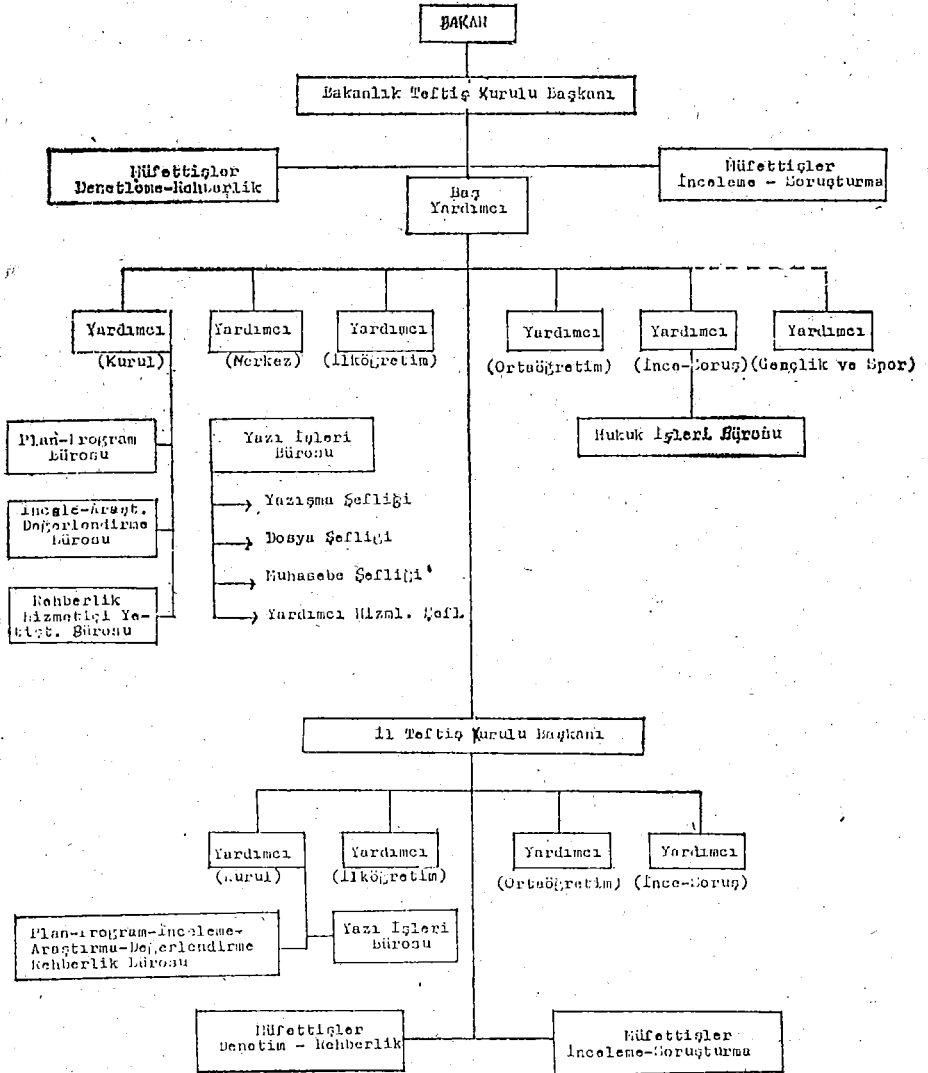 BAKAN
Bakanlık Teftiş Kurulu Başkanı
Müfettişler
Denetleme-Rehberlik
Müfettişler
İnceleme - Soruşturma
Baş
Yardımcı
Yardımcı
(Kurul)
Yardımcı
(Merkez)
Yardımcı
(İlköğretim)
Yardımcı
(Ortaöğretim)
Yardımcı
(İnce-Soruş)
Yardımcı
(Gençlik ve Spor)
Plan-Program
Bürosu
Yazı İşleri
Bürosu
Hukuk İşleri Bürosu
İncele-Araşt.
Değerlendirme
Bürosu
Yazışma Şefliği
Dosya Şefliği
Muhasebe Şefliği
Yardımcı Hizml. Şefl.
Rehberlik
Hizmetiçi Ye-
tişt. Bürosu
İl Teftiş Kurulu Başkanı
Yardımcı
(Kurul)
Yardımcı
(İlköğretim)
Yardımcı
(Ortaöğretim)
Yardımcı
(İnce-Soruş)
Plan-Program-İnceleme-
Araştırma-Değerlendirme
Rehberlik Bürosu
Yazı İşleri
Bürosu
Müfettişler
Denetim - Rehberlik
Müfettişler
İnceleme-Soruşturma